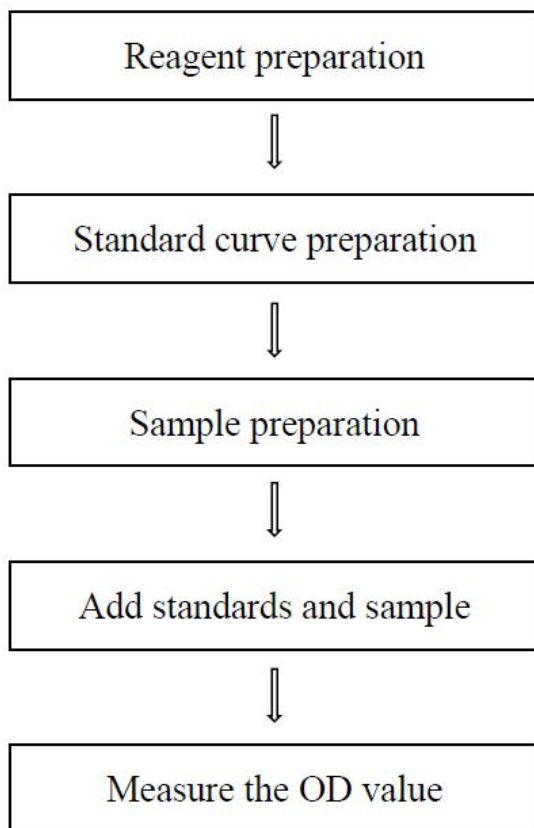 Reagent preparation
Standard curve preparation
Sample preparation
Add standards and sample
Measure the OD value